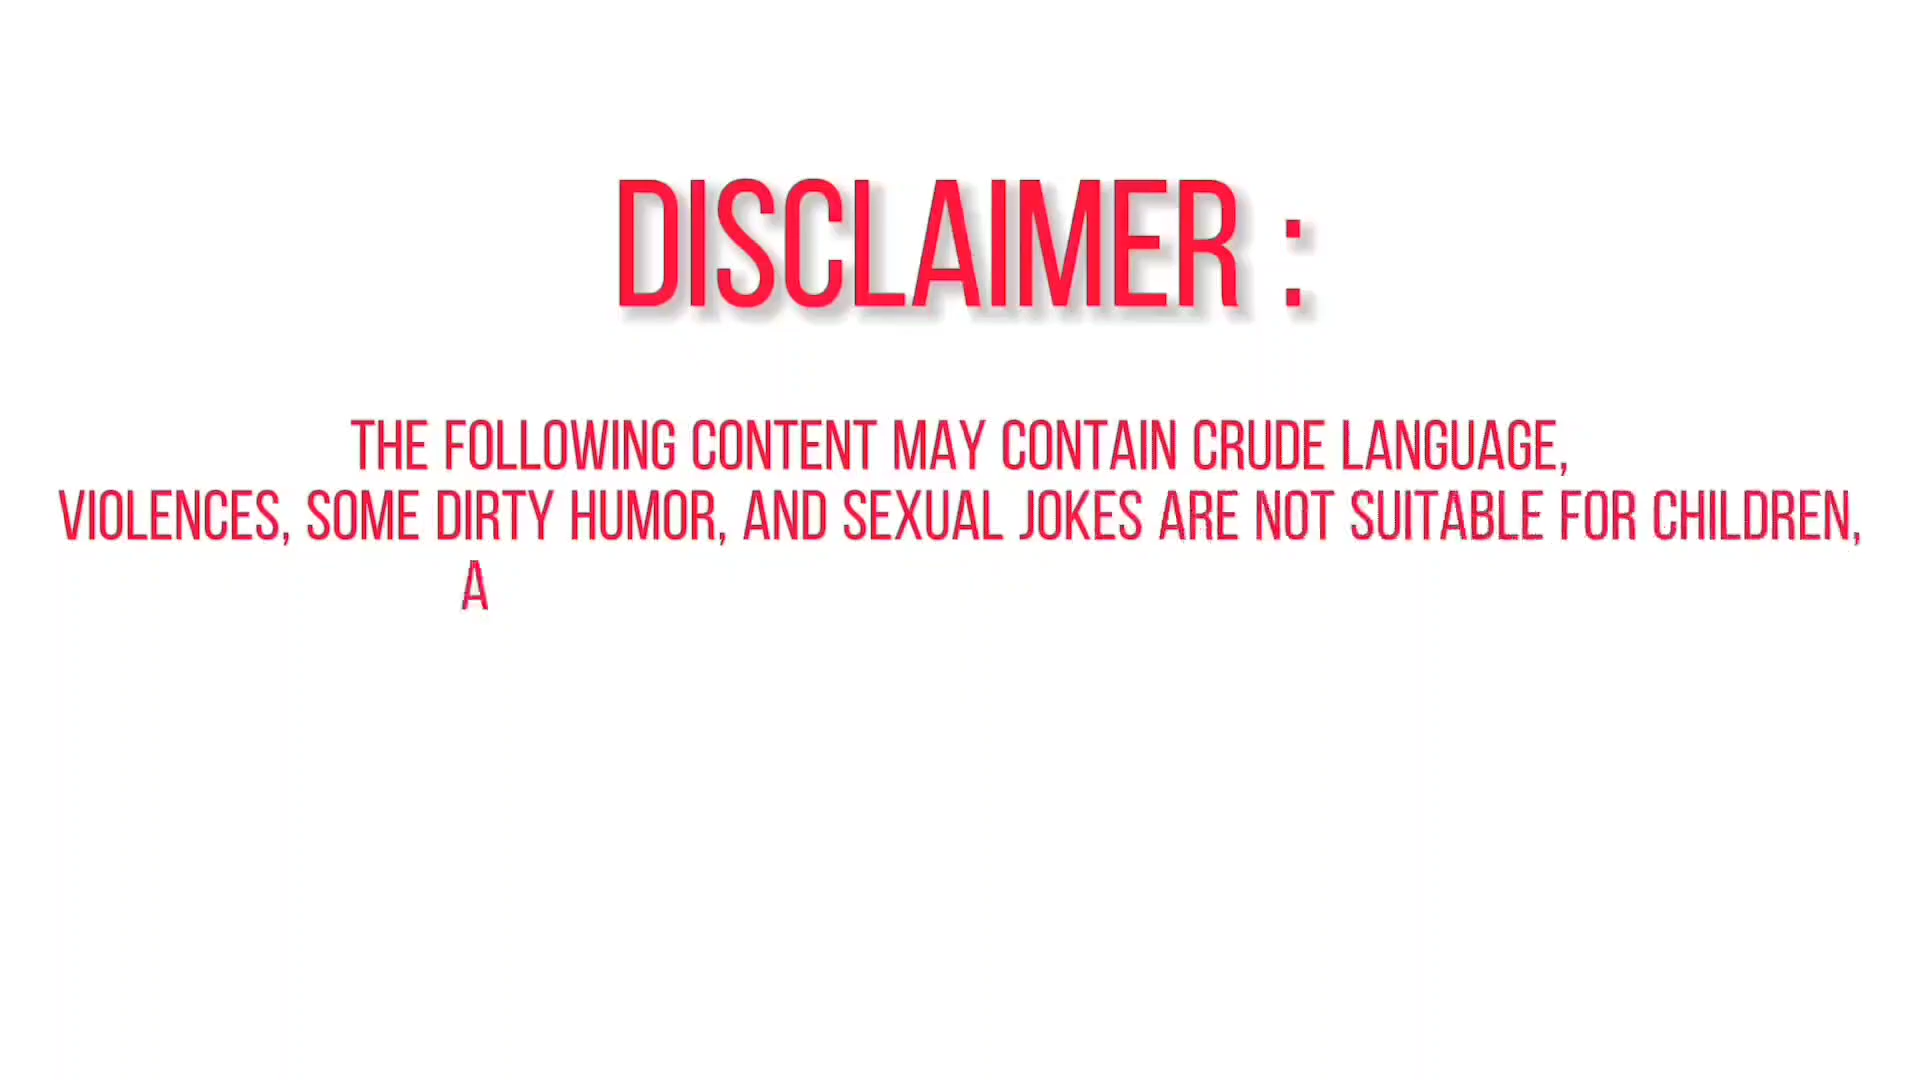 DISCLAIMER :
THE FOLLOWING CONTENT MAY CONTAIN CRUDE LANGUAGE,
VIOLENCES, SOME DIRTY HUMOR, AND SEXUAL JOKES ARE NOT SUITABLE FOR CHILDREN,
A